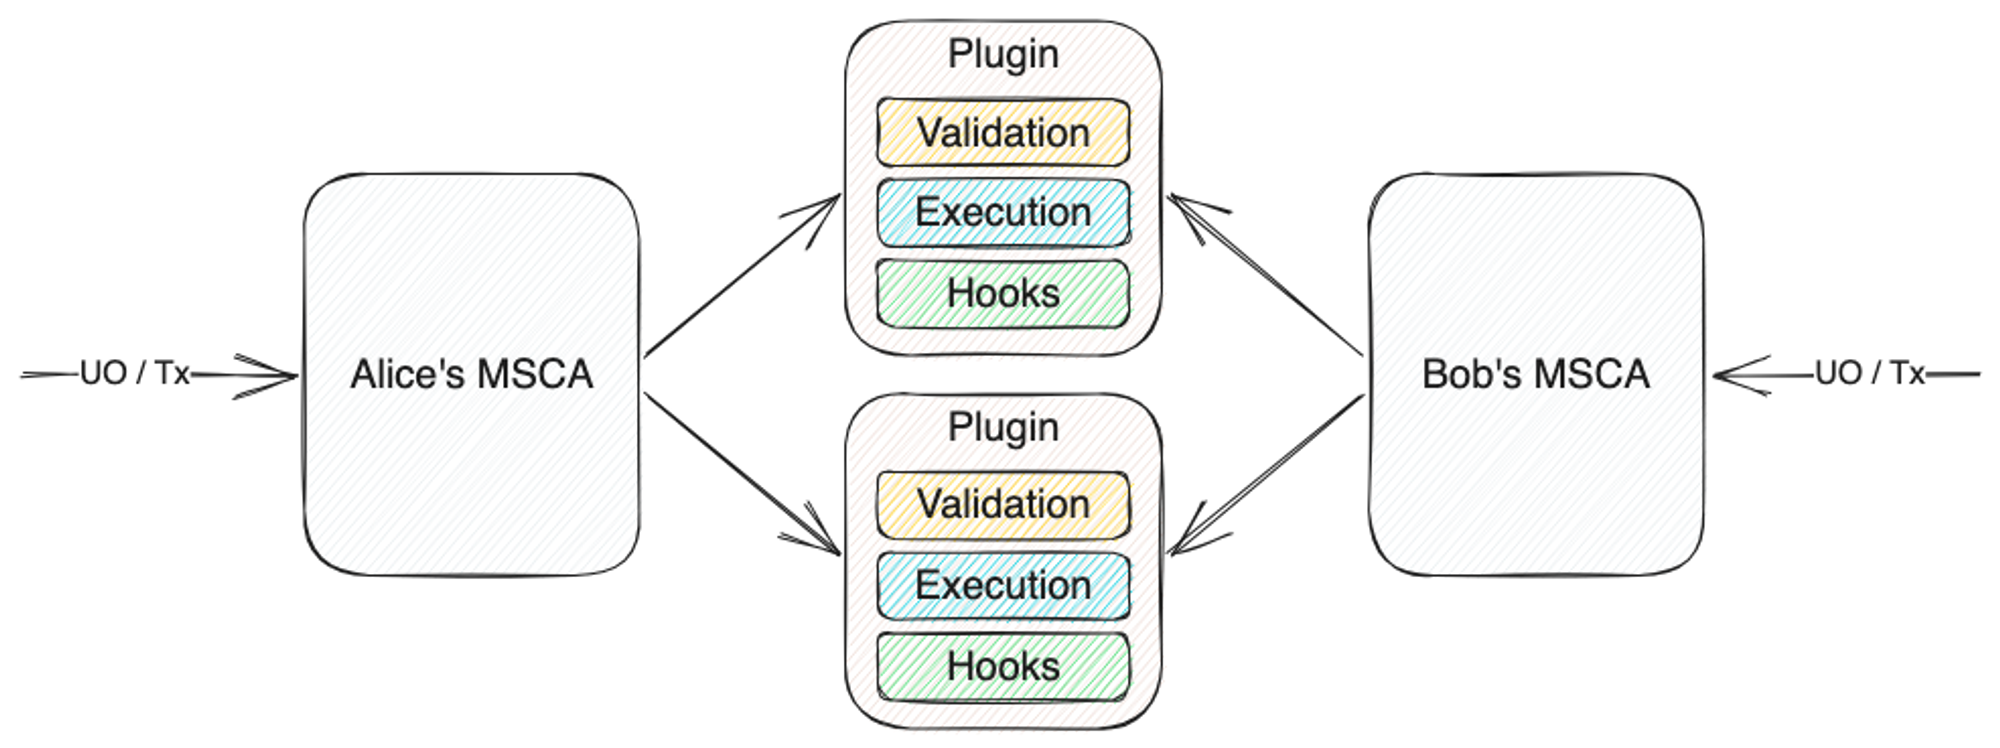 UO / Tx
Alice's MSCA
Plugin
Validation
Execution
Hooks
Plugin
Validation
Execution
Hooks
Bob's MSCA
UO / Tx